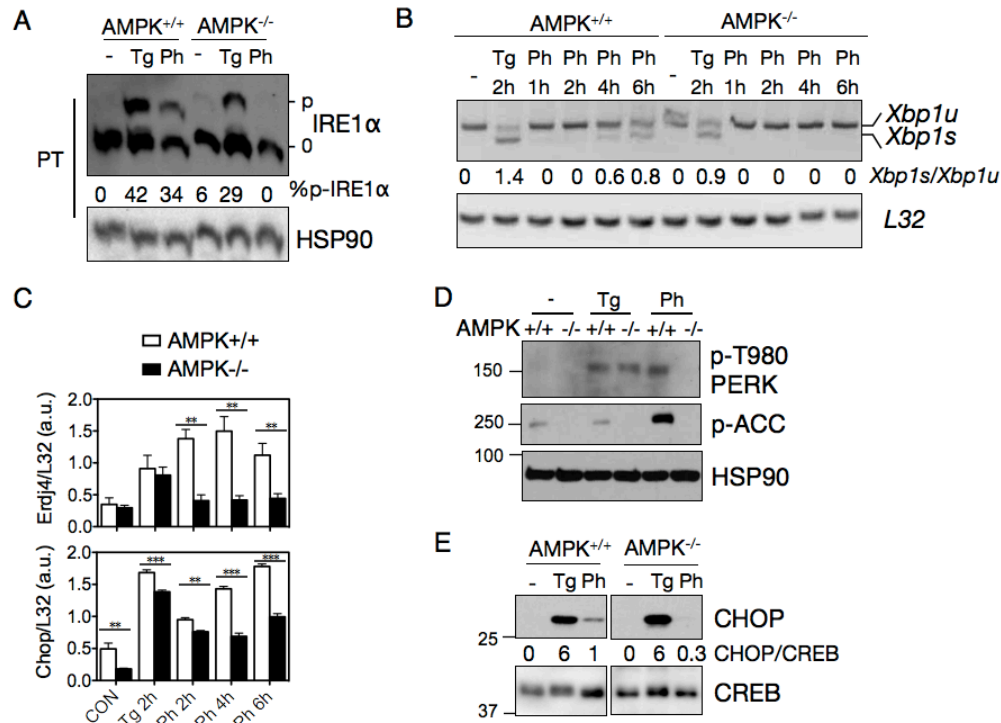 A
AMPK+/+ AMPK-/-
- Tg Ph - Tg Ph
p
IRE1α
0
PT
0 42 34 6 29 0 %p-IRE1α
HSP90
B
AMPK+/+ AMPK-/-
- Tg Ph Ph Ph Ph - Tg Ph Ph Ph Ph
2h 1h 2h 4h 6h 2h 1h 2h 4h 6h
Xbp1u
Xbp1s
0 1.4 0 0 0.6 0.8 0 0.9 0 0 0 0 Xbp1s/Xbp1u
L32
C
AMPK+/+
AMPK-/-
Erdj4/L32 (a.u.)
2.0
1.5
1.0
0.5
0.0
** ** **
Chop/L32 (a.u.)
2.0
1.5
1.0
0.5
0.0
** *** ** *** ***
CON Tg 2h Ph 2h Ph 4h Ph 6h
D
- Tg Ph
AMPK +/+ -/- +/+ -/- +/+ -/-
150
p-T980
PERK
250
p-ACC
100
HSP90
E
AMPK+/+ AMPK-/-
- Tg Ph - Tg Ph
CHOP
25
0 6 1 0 6 0.3 CHOP/CREB
CREB
37